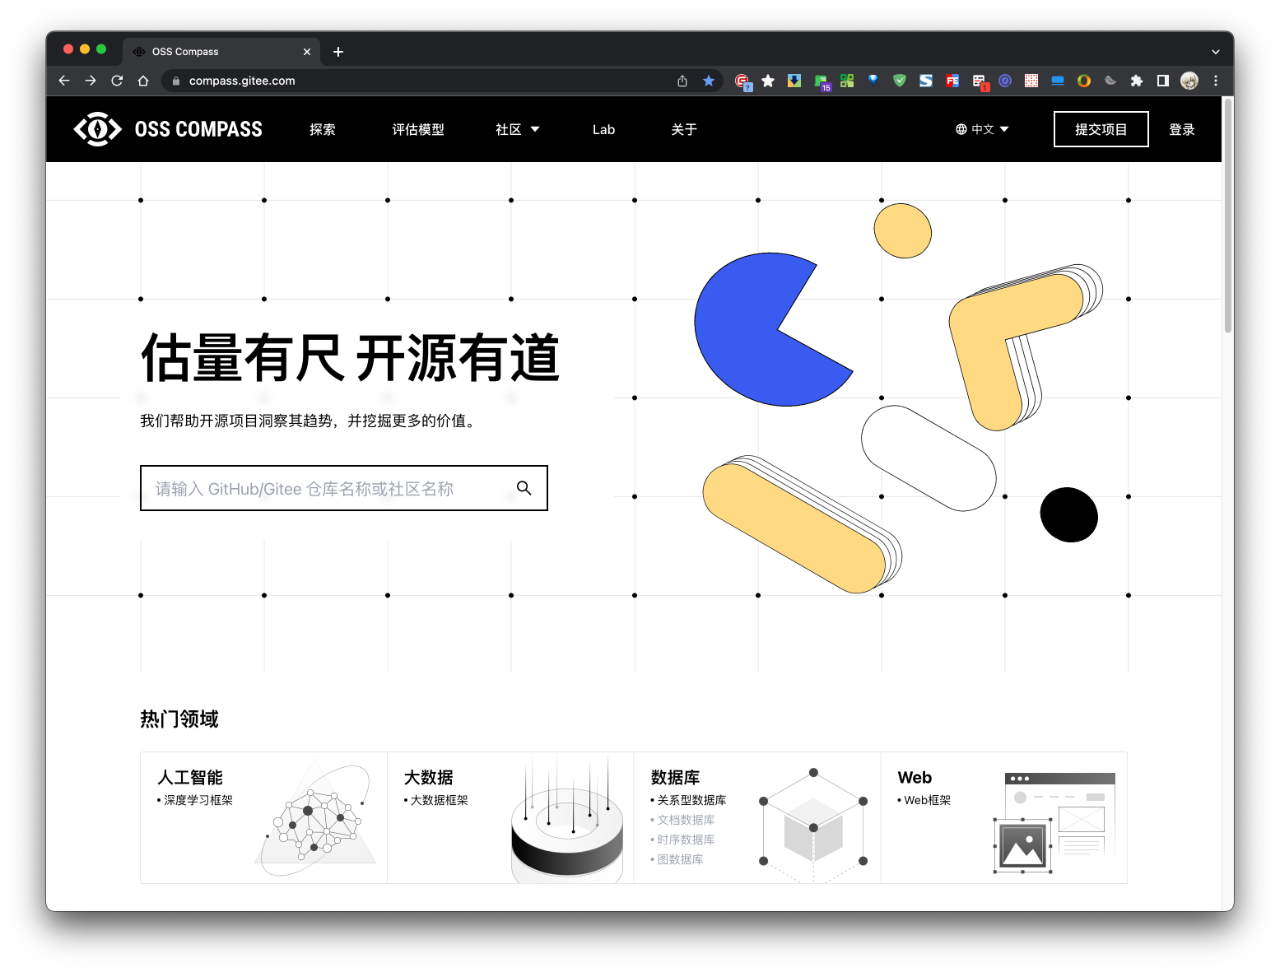 OSS Compass
compass.gitee.com
7
15
FE
1
OSS COMPASS
探索
评估模型
社区
Lab
关于
中文
提交项目
登录
估量有尺 开源有道
我们帮助开源项目洞察其趋势，并挖掘更多的价值。
请输入 GitHub/Gitee 仓库名称或社区名称
热门领域
人工智能
• 深度学习框架
大数据
• 大数据框架
数据库
• 关系型数据库
• 文档数据库
• 时序数据库
• 图数据库
Web
• Web框架